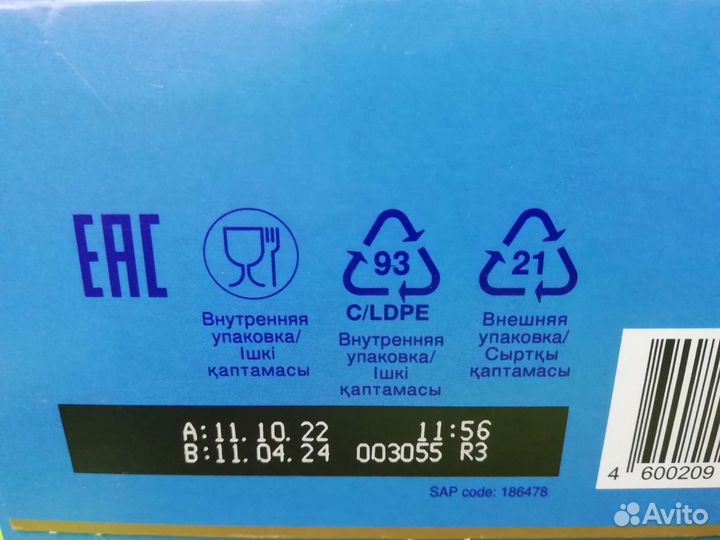 EAC
93
C/LDPE
21
Внутренняя
упаковка/
Ішкі
қаптамасы
Внутренняя
упаковка/
Ішкі
қаптамасы
Внешняя
упаковка/
Сыртқы
қаптамасы
A:11.10.22 11:56
B:11.04.24 003055 R3
SAP code: 186478
4 600209
Avito